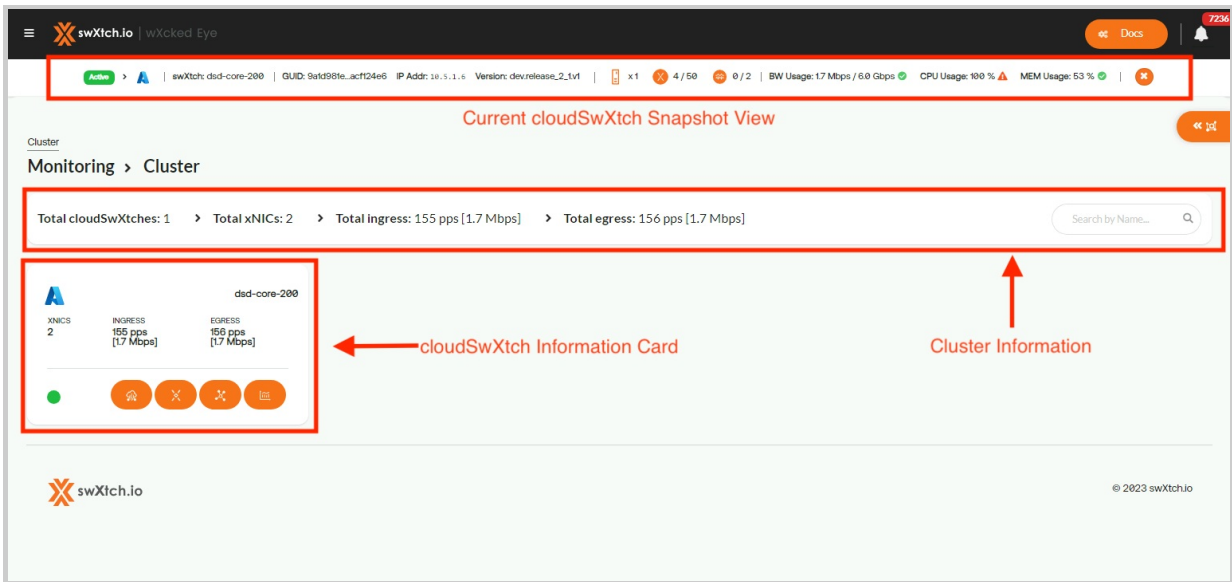 swXtch.io | wXcked Eye
Docs
7236
Active > | swXtch: dsd-core-200 | GUID: 9a1d981e...acf124e6 IP Addr: 10.5.1.6 Version: dev.release_2_1.v1 | x1 4 / 50 0 / 2 | BW Usage: 1.7 Mbps / 6.0 Gbps CPU Usage: 100 % MEM Usage: 53 % |
Current cloudSwXtch Snapshot View
Cluster
Monitoring > Cluster
Total cloudSwXtches: 1 > Total xNICs: 2 > Total ingress: 155 pps [1.7 Mbps] > Total egress: 156 pps [1.7 Mbps]
Search by Name...
dsd-core-200
XNICS INGRESS EGRESS
2 155 pps 156 pps
[1.7 Mbps] [1.7 Mbps]
cloudSwXtch Information Card
Cluster Information
swXtch.io
© 2023 swXtch.io